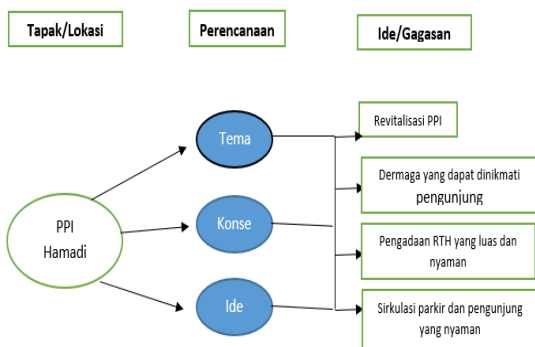 Tapak/Lokasi
Perencanaan
Ide/Gagasan
PPI
Hamadi
Tema
Konse
Ide
Revitalisasi PPI
Dermaga yang dapat dinikmati
pengunjung
Pengadaan RTH yang luas dan
nyaman
Sirkulasi parkir dan pengunjung
yang nyaman